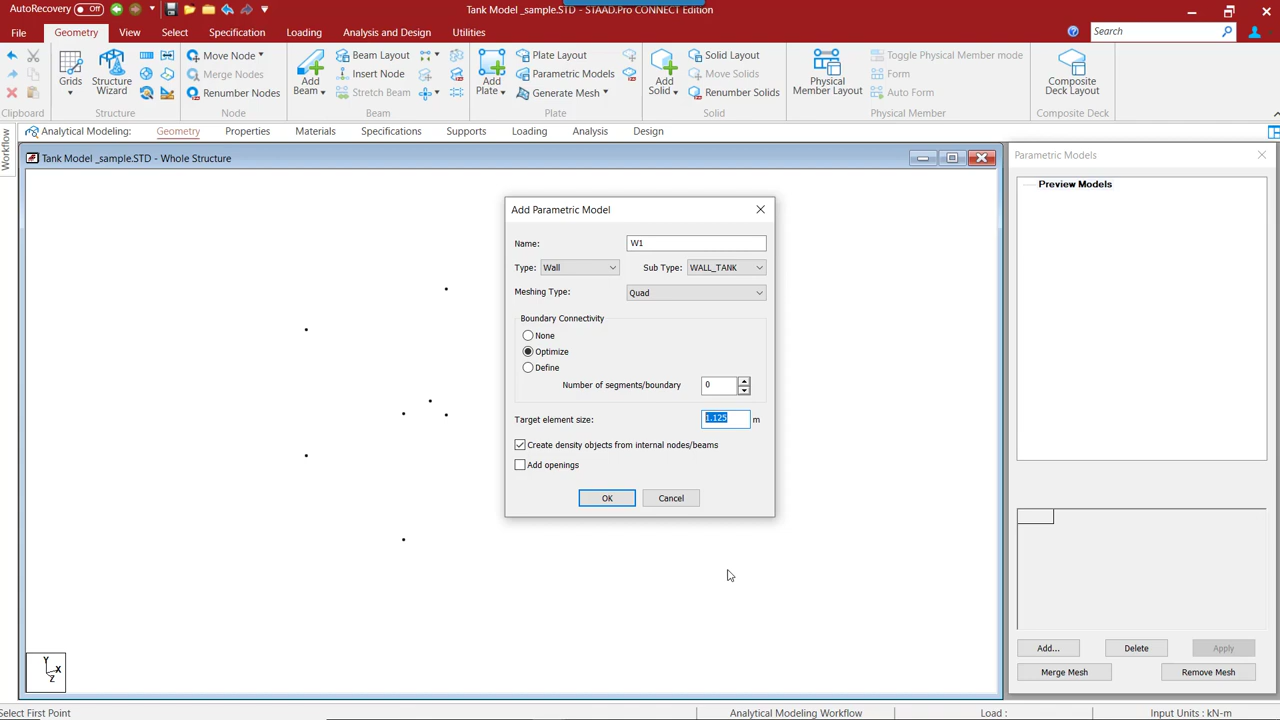 AutoRecovery Off
Tank Model _sample.STD - STAAD.Pro CONNECT Edition
File Geometry View Select Specification Loading Analysis and Design Utilities
Search
Clipboard
Grids
Structure Wizard
Structure
Move Node
Merge Nodes
Renumber Nodes
Node
Add Beam
Beam Layout
Insert Node
Stretch Beam
Beam
Add Plate
Plate Layout
Parametric Models
Generate Mesh
Plate
Add Solid
Solid Layout
Move Solids
Renumber Solids
Solid
Physical Member Layout
Toggle Physical Member mode
Form
Auto Form
Physical Member
Composite Deck Layout
Composite Deck
Workflow
Analytical Modeling: Geometry Properties Materials Specifications Supports Loading Analysis Design
Tank Model _sample.STD - Whole Structure
Add Parametric Model
Name: W1
Type: Wall Sub Type: WALL_TANK
Meshing Type: Quad
Boundary Connectivity
None
Optimize
Define
Number of segments/boundary 0
Target element size: 1.125 m
Create density objects from internal nodes/beams
Add openings
OK Cancel
Parametric Models
Preview Models
Add... Delete Apply
Merge Mesh Remove Mesh
Y
X
Z
Select First Point
Analytical Modeling Workflow
Load :
Input Units : kN-m